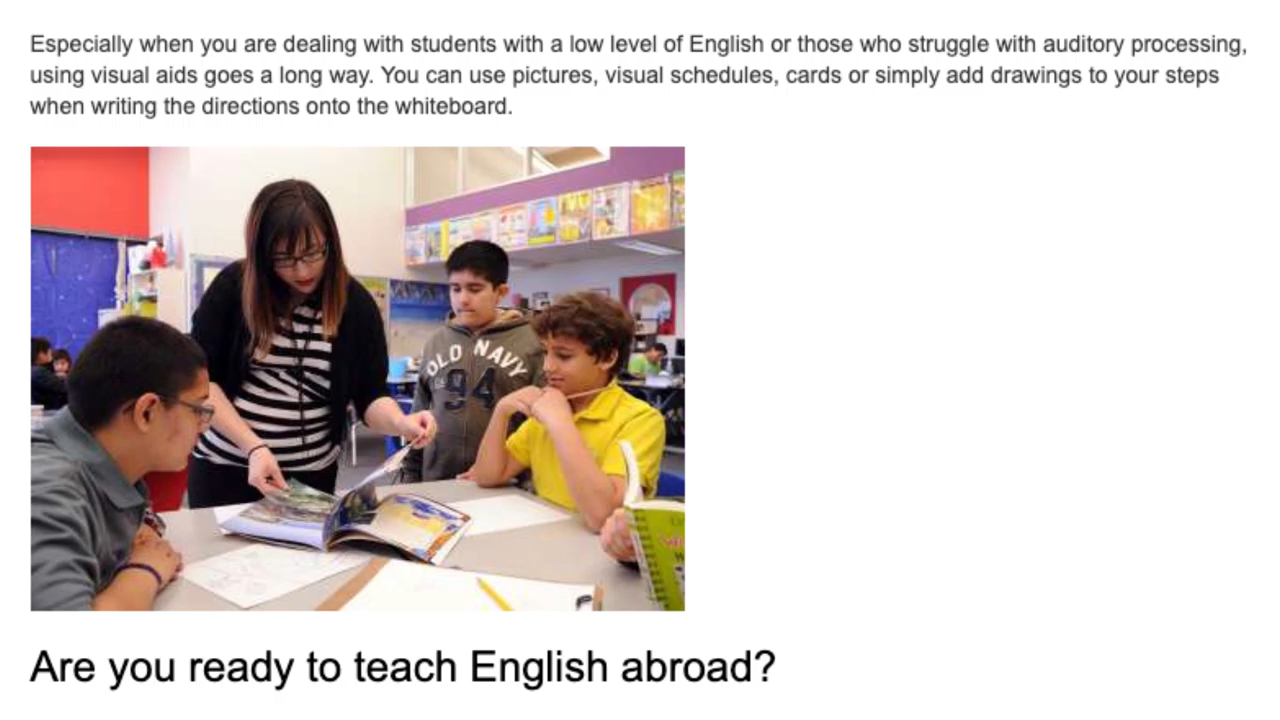 Especially when you are dealing with students with a low level of English or those who struggle with auditory processing,
using visual aids goes a long way. You can use pictures, visual schedules, cards or simply add drawings to your steps
when writing the directions onto the whiteboard.
OLD NAVY
94
Are you ready to teach English abroad?